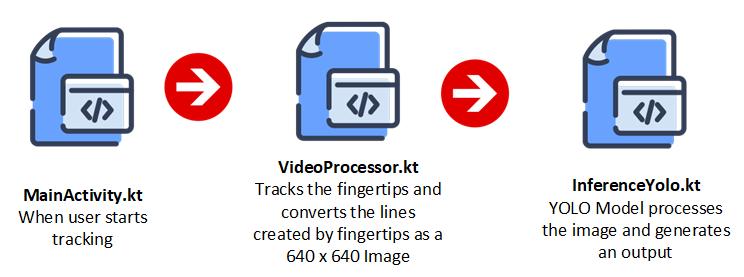 </>
</>
</>
MainActivity.kt
When user starts
tracking
VideoProcessor.kt
Tracks the fingertips and
converts the lines
created by fingertips as a
640 x 640 Image
InferenceYolo.kt
YOLO Model processes
the image and generates
an output